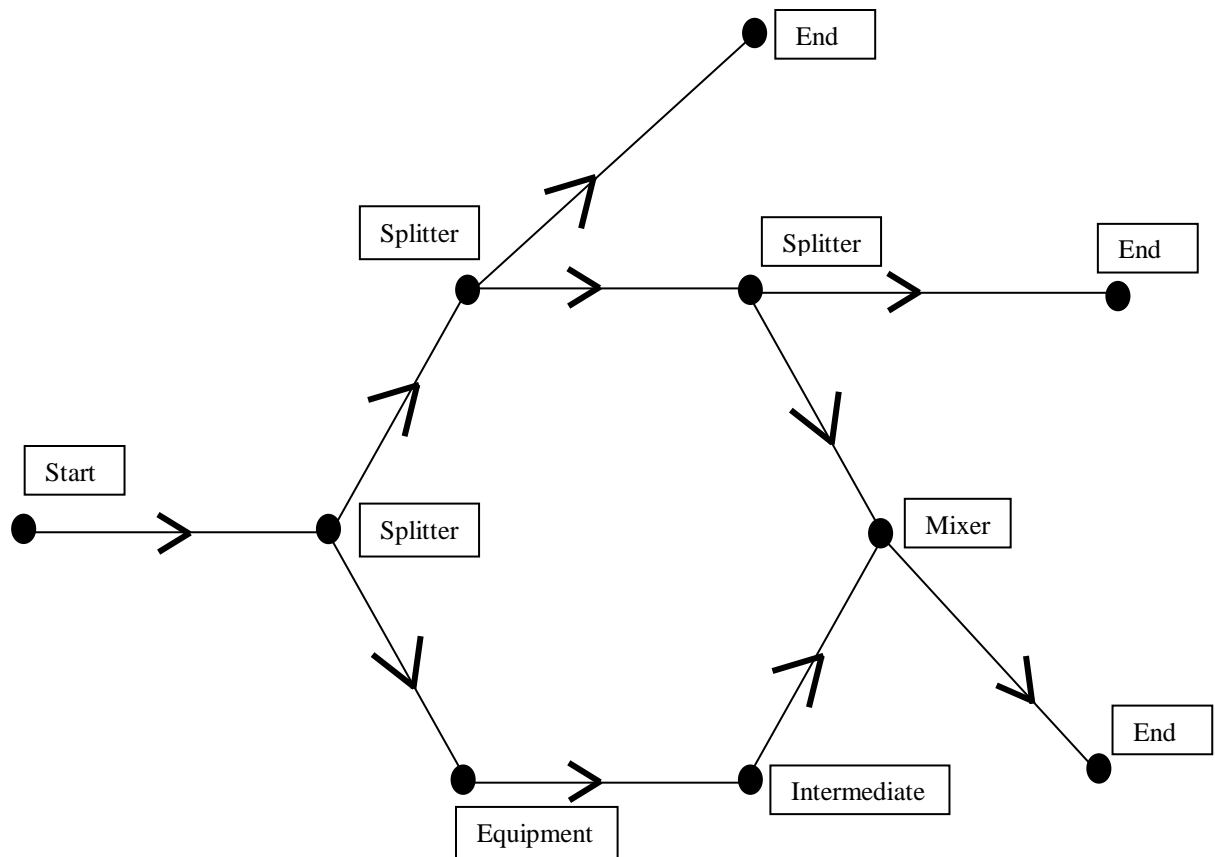 End
Splitter
Splitter
End
Start
Splitter
Mixer
End
Intermediate
Equipment